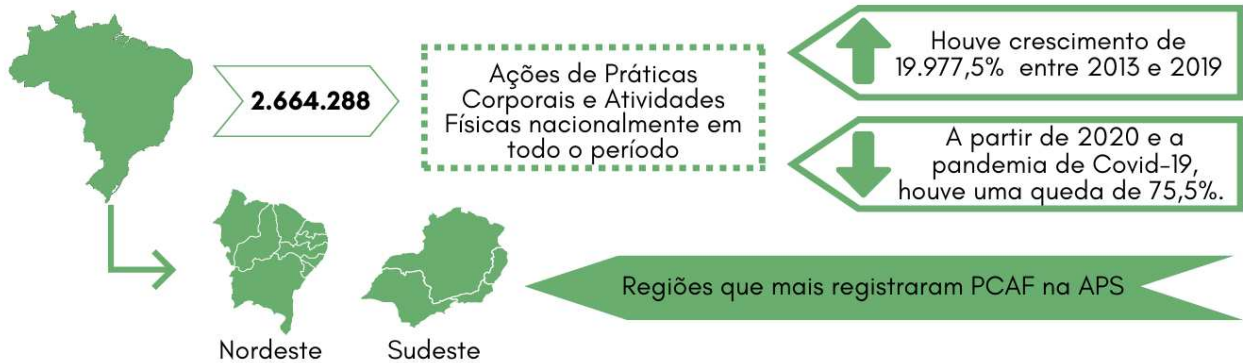 2.664.288
Ações de Práticas
Corporais e Atividades
Físicas nacionalmente em
todo o período
Houve crescimento de
19.977,5% entre 2013 e 2019
A partir de 2020 e a
pandemia de Covid-19,
houve uma queda de 75,5%.
Regiões que mais registraram PCAF na APS
Nordeste
Sudeste